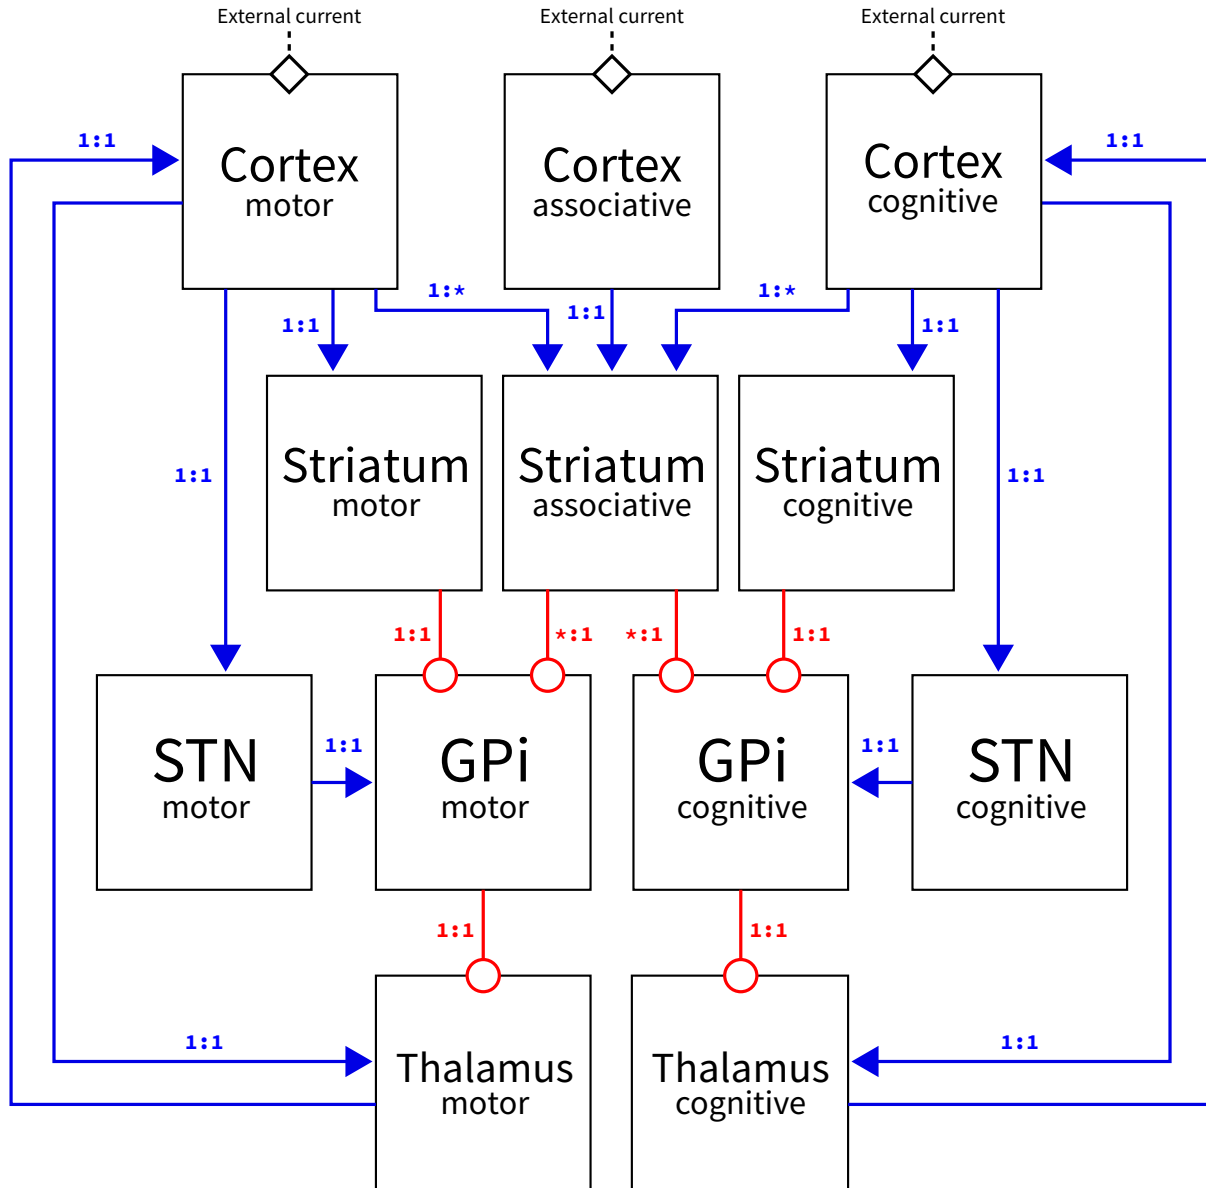 External current
External current
External current
1:1
1:1
Cortex
motor
Cortex
associative
Cortex
cognitive
1:*
1:*
1:1
1:1
1:1
Striatum
motor
Striatum
associative
Striatum
cognitive
1:1
1:1
1:1
*:1
*:1
1:1
STN
motor
1:1
GPi
motor
GPi
cognitive
1:1
STN
cognitive
1:1
1:1
1:1
1:1
Thalamus
motor
Thalamus
cognitive